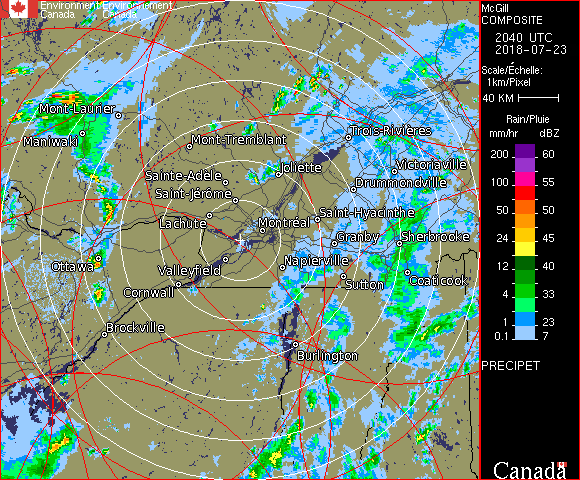 Environment Environnement
Canada Canada
McGill
COMPOSITE
2040 UTC
2018-07-23
Scale/Échelle:
1km/Pixel
40 KM
Rain/Pluie
mm/hr dBZ
200 60
150 57
100 55
50 50
24 45
12 40
4 33
1 23
0.1 7
PRECIPET
Canada
Mont-Laurier
Maniwaki
Mont-Tremblant
Trois-Rivières
Victoriaville
Joliette
Sainte-Adèle
Drummondville
Saint-Jérôme
Saint-Hyacinthe
Lachute
Montréal
Granby
Sherbrooke
Ottawa
Valleyfield
Napierville
Cornwall
Sutton
Coaticook
Brockville
Burlington